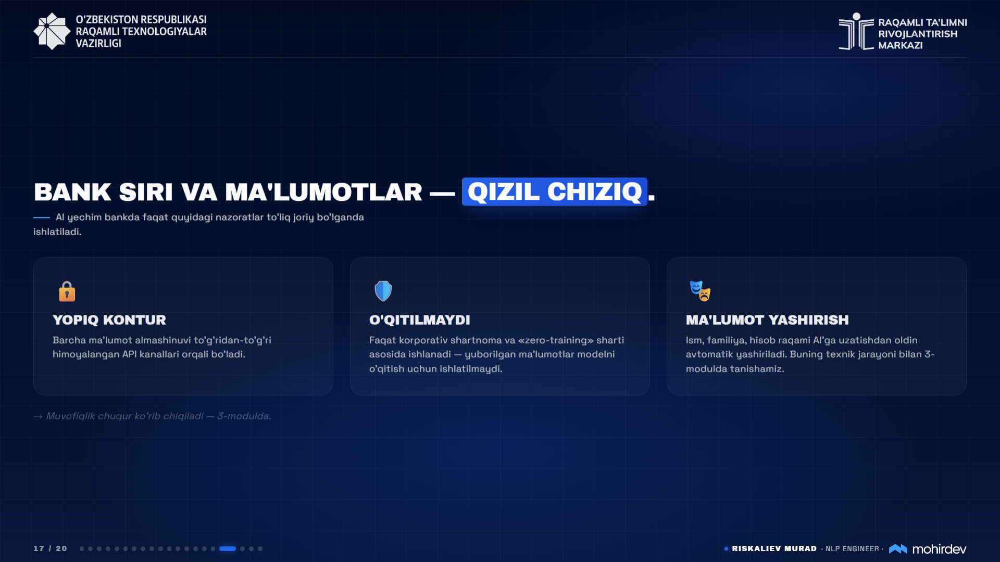 O'ZBEKISTON RESPUBLIKASI
RAQAMLI TEXNOLOGIYALAR
VAZIRLIGI
RAQAMLI TA’LIMNI
RIVOJLANTIRISH
MARKAZI
BANK SIRI VA MA'LUMOTLAR — QIZIL CHIZIQ.
— AI yechim bankda faqat quyidagi nazoratlar to’liq joriy bo’lganda
ishlatiladi.
YOPIQ KONTUR
Barcha ma’lumot almashinuvi to’g’ridan-to’g’ri
himoyalangan API kanallari orqali bo’ladi.
O'QITILMAYDI
Faqat korporativ shartnoma va «zero-training» sharti
asosida ishlanadi — yuborilgan ma’lumotlar modelni
o’qitish uchun ishlatilmaydi.
MA'LUMOT YASHIRISH
Ism, familiya, hisob raqami AI’ga uzatishdan oldin
avtomatik yashiriladi. Buning texnik jarayoni bilan 3-
modulda tanishamiz.
→ Muvofiqlik chuqur ko’rib chiqiladi — 3-modulda.
17 / 20
RISKALIEV MURAD · NLP ENGINEER ·
mohirdev